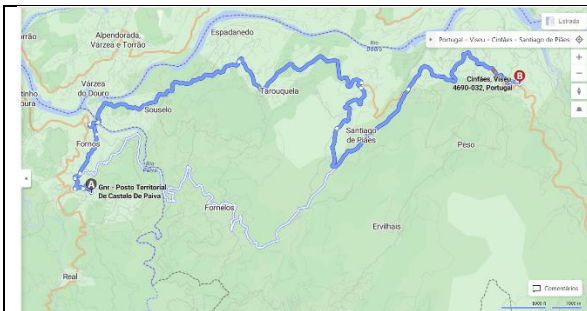 Alpendorada,
Várzea e Torrão
Espadanedo
Estrada
Portugal - Viseu - Cinfães - Santiago de Piães
Várzea
do Douro
Souselo
Tarouquela
Cinfães, Viseu
4690-032, Portugal
B
Fornos
Santiago
de Piães
Peso
A
Gnr - Posto Territorial
De Castelo De Paiva
Fornelos
Ervilhais
Real
Comentários